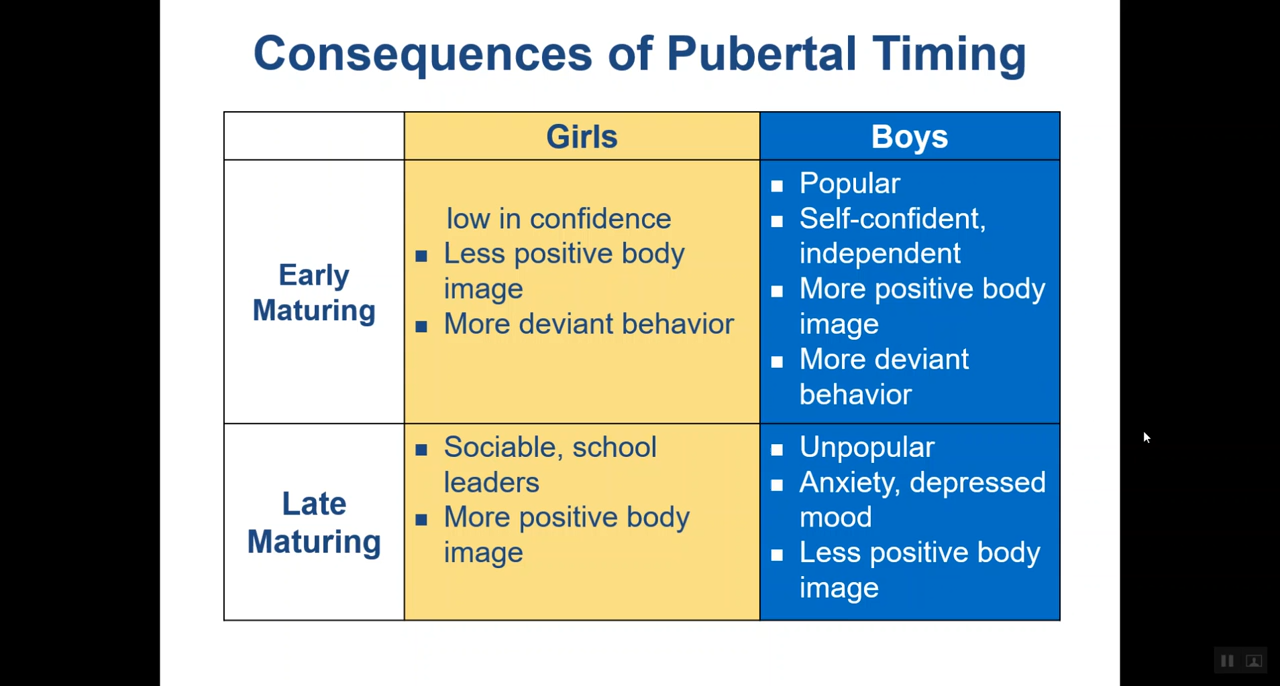 Consequences of Pubertal Timing
Girls
Boys
Early
Maturing
low in confidence
▪ Less positive body
image
▪ More deviant behavior
▪ Popular
▪ Self-confident,
independent
▪ More positive body
image
▪ More deviant
behavior
Late
Maturing
▪ Sociable, school
leaders
▪ More positive body
image
▪ Unpopular
▪ Anxiety, depressed
mood
▪ Less positive body
image